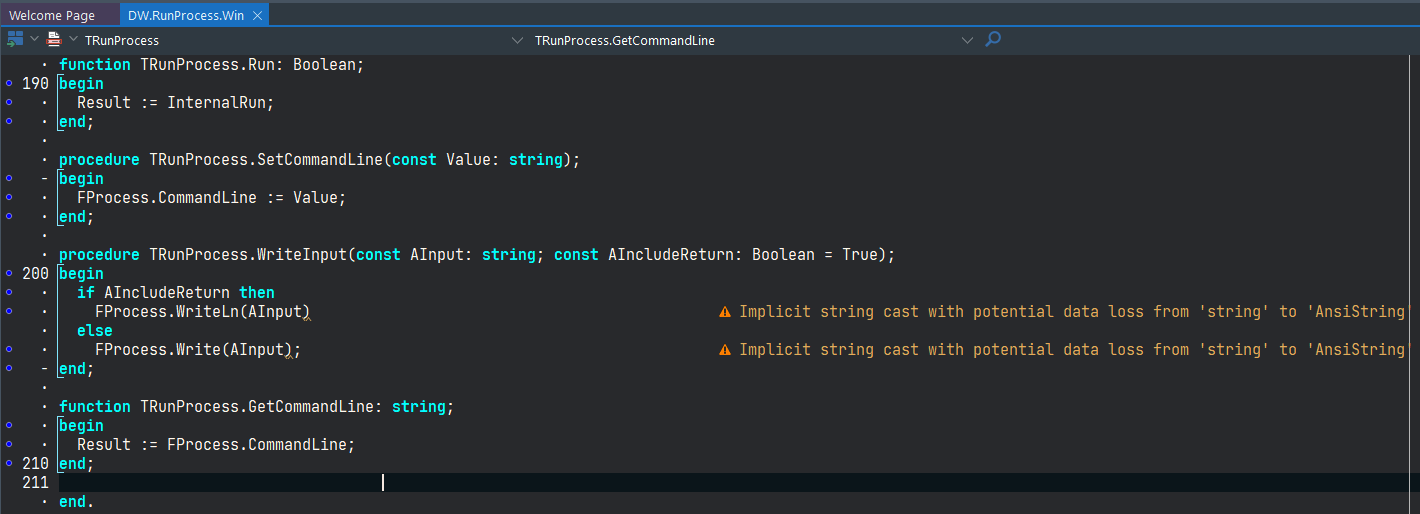 Welcome Page DW.RunProcess.Win
TRunProcess TRunProcess.GetCommandLine
function TRunProcess.Run: Boolean;
190 begin
Result := InternalRun;
end;
procedure TRunProcess.SetCommandLine(const Value: string);
begin
FProcess.CommandLine := Value;
end;
procedure TRunProcess.WriteInput(const AInput: string; const AIncludeReturn: Boolean = True);
200 begin
if AIncludeReturn then
FProcess.WriteLn(AInput) Implicit string cast with potential data loss from 'string' to 'AnsiString'
else
FProcess.Write(AInput); Implicit string cast with potential data loss from 'string' to 'AnsiString'
end;
function TRunProcess.GetCommandLine: string;
begin
Result := FProcess.CommandLine;
210 end;
211
end.